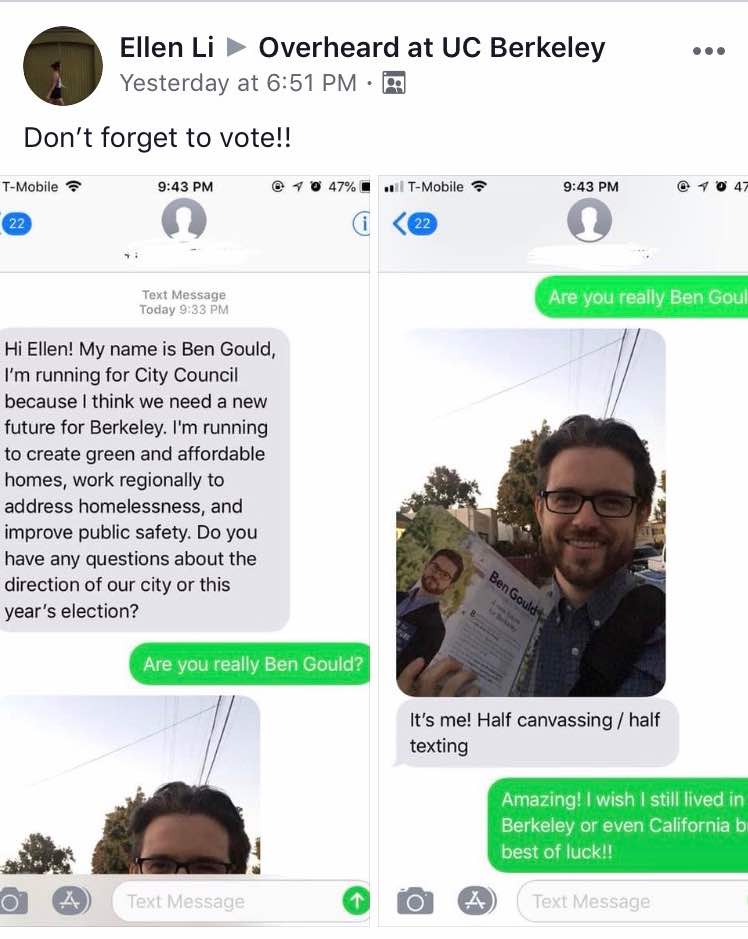 Ellen Li ▶ Overheard at UC Berkeley
Yesterday at 6:51 PM ·
Don't forget to vote!!
T-Mobile 9:43 PM 47%
22
Text Message
Today 9:33 PM
Hi Ellen! My name is Ben Gould,
I'm running for City Council
because I think we need a new
future for Berkeley. I'm running
to create green and affordable
homes, work regionally to
address homelessness, and
improve public safety. Do you
have any questions about the
direction of our city or this
year's election?
Are you really Ben Gould?
Text Message
T-Mobile 9:43 PM 47
22
Are you really Ben Goul
Ben Gould
A new future
for Berkeley
It's me! Half canvassing / half
texting
Amazing! I wish I still lived in
Berkeley or even California b
best of luck!!
Text Message